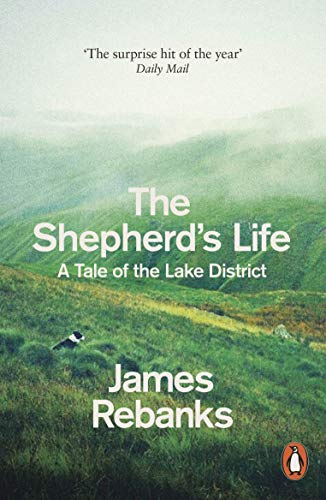 ‘The surprise hit of the year’
Daily Mail
The
Shepherd’s Life
A Tale of the Lake District
James
Rebanks